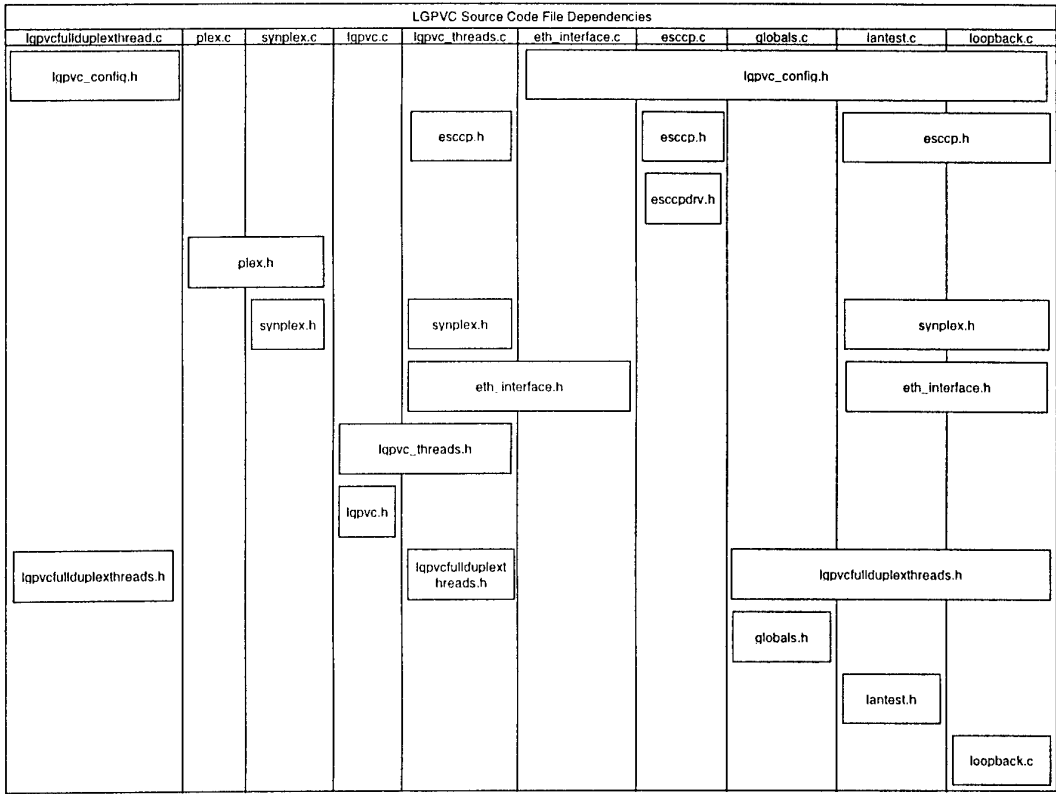 LGPVC Source Code File Dependencies
lgpvcfullduplexthread.c plex.c synplex.c lgpvc.c lgpvc_threads.c eth_interface.c esccp.c globals.c lantest.c loopback.c
lgpvc_config.h lgpvc_config.h
esccp.h esccp.h esccp.h
esccpdrv.h
plex.h
synplex.h synplex.h synplex.h
eth_interface.h eth_interface.h
lgpvc_threads.h
lgpvc.h
lgpvcfullduplexthreads.h lgpvcfullduplext
hreads.h lgpvcfullduplexthreads.h
globals.h
lantest.h
loopback.c